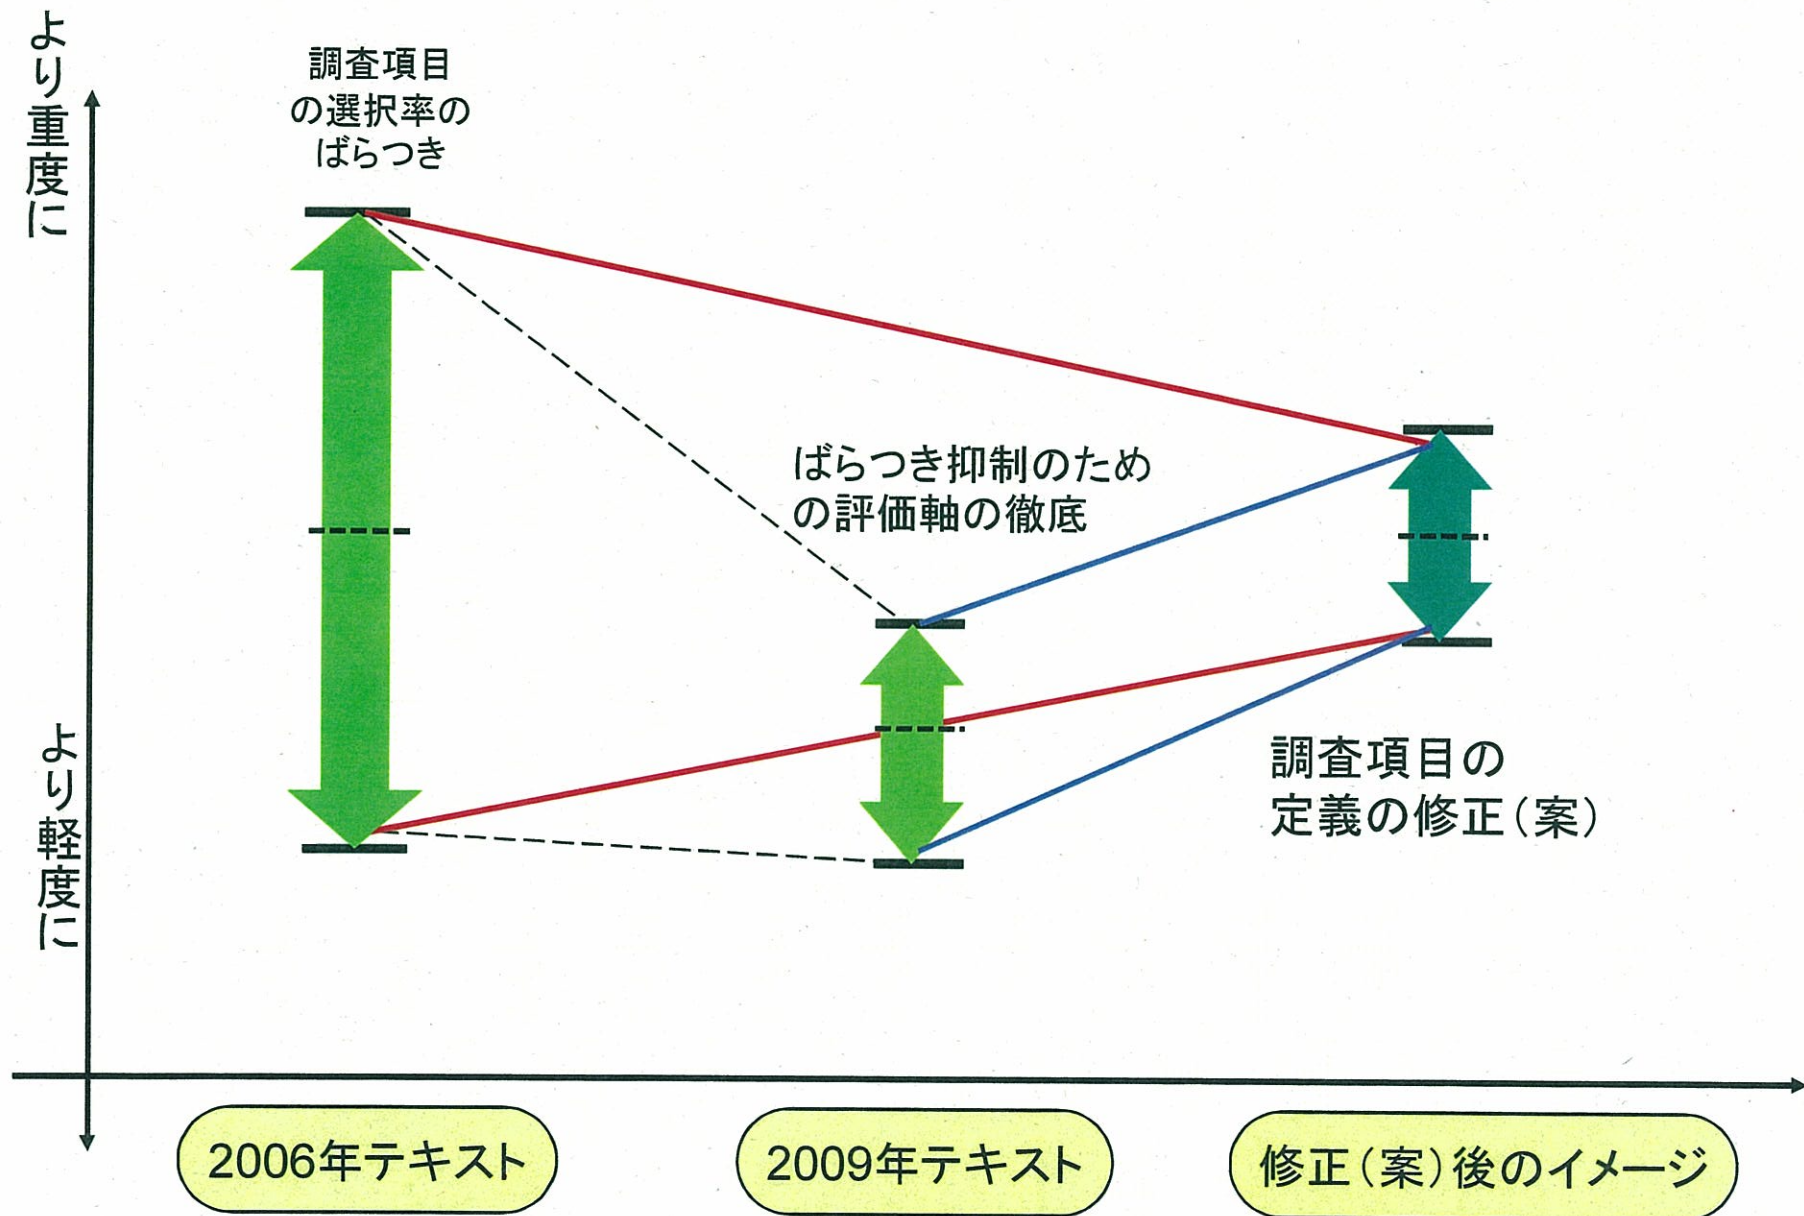 より重度に
調査項目
の選択率の
ばらつき
ばらつき抑制のため
の評価軸の徹底
より軽度に
調査項目の
定義の修正（案）
2006年テキスト
2009年テキスト
修正（案）後のイメージ